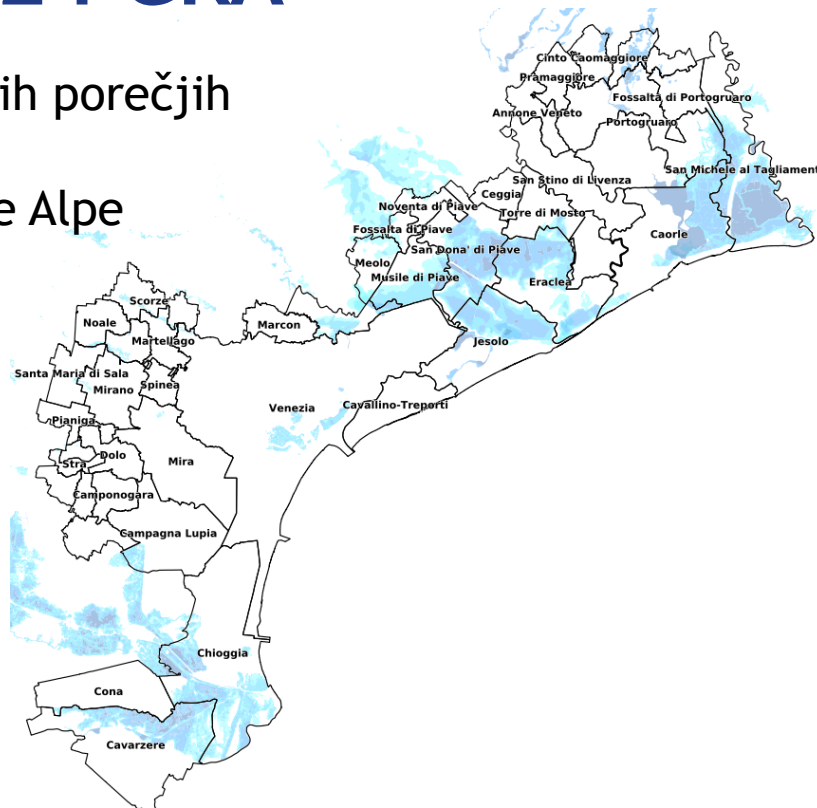 ih porečjih
e Alpe
Cinto Caomaggiore
Pramaggiore
Fossalta di Portogruaro
Annone Veneto
Portogruaro
San Michele al Tagliament
San Stino di Livenza
Ceggia
Noventa di Piave
Torre di Mosto
Fossalta di Piave
Caorle
San Dona' di Piave
Meolo
Musile di Piave
Eraclea
Scorze
Noale
Marcon
Martellago
Jesolo
Santa Maria di Sala
Mirano
Spinea
Venezia
Cavallino-Treporti
Pianiga
Dolo
Stra
Mira
Camponogara
Campagna Lupia
Chioggia
Cona
Cavarzere